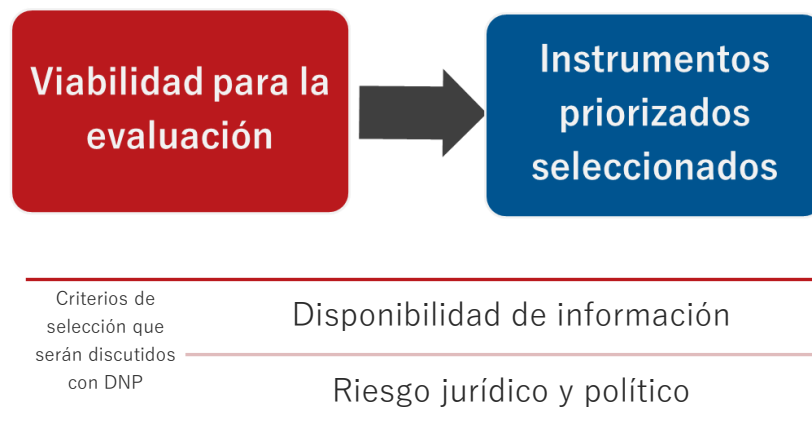 Viabilidad para la
evaluación
Instrumentos
priorizados
seleccionados
Criterios de
selección que
serán discutidos
con DNP
Disponibilidad de información
Riesgo jurídico y político